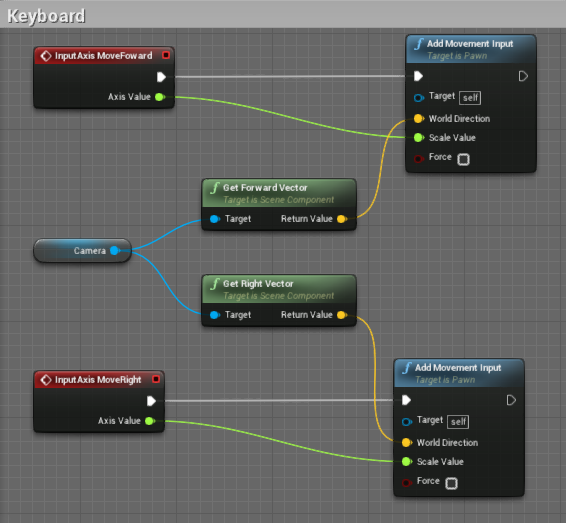 Keyboard
InputAxis MoveFoward
Axis Value
Add Movement Input
Target is Pawn
Target self
World Direction
Scale Value
Force
Get Forward Vector
Target is Scene Component
Target Return Value
Camera
Get Right Vector
Target is Scene Component
Target Return Value
InputAxis MoveRight
Axis Value
Add Movement Input
Target is Pawn
Target self
World Direction
Scale Value
Force